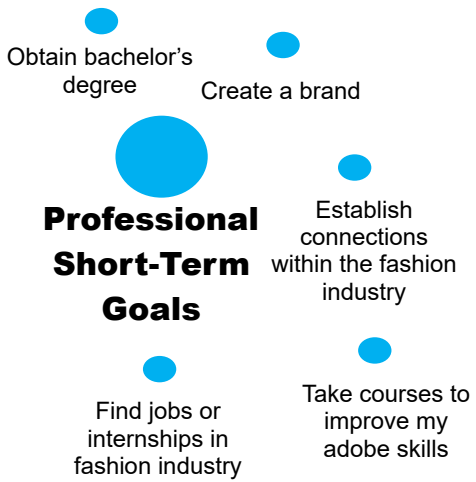 Obtain bachelor’s
degree
Create a brand
Professional
Short-Term
Goals
Establish
connections
within the fashion
industry
Find jobs or
internships in
fashion industry
Take courses to
improve my
adobe skills